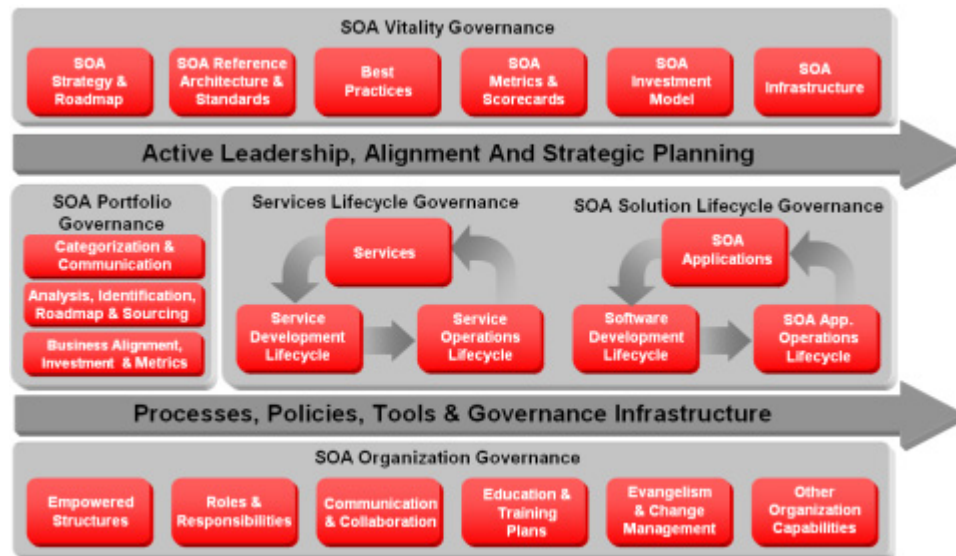 SOA Vitality Governance
SOA
Strategy &
Roadmap
SOA Reference
Architecture &
Standards
Best
Practices
SOA
Metrics &
Scorecards
SOA
Investment
Model
SOA
Infrastructure
Active Leadership, Alignment And Strategic Planning
SOA Portfolio
Governance
Categorization &
Communication
Analysis, Identification,
Roadmap & Sourcing
Business Alignment,
Investment & Metrics
Services Lifecycle Governance
Services
Service
Development
Lifecycle
Service
Operations
Lifecycle
SOA Solution Lifecycle Governance
SOA
Applications
Software
Development
Lifecycle
SOA App.
Operations
Lifecycle
Processes, Policies, Tools & Governance Infrastructure
SOA Organization Governance
Empowered
Structures
Roles &
Responsibilities
Communication
& Collaboration
Education &
Training
Plans
Evangelism
& Change
Management
Other
Organization
Capabilities